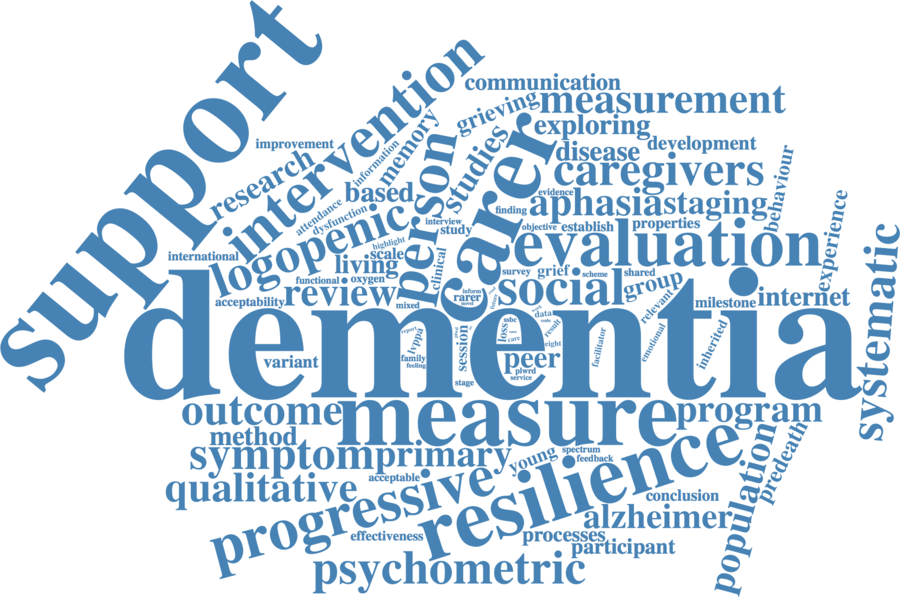 support
communication
intervention
grieving
measurement
memory
exploring
improvement
information
person
studies
carer
disease
development
research
based
caregivers
behaviour
attendance
dysfunction
evidence
aphasia
staging
logopenic
interview
finding
study
objective
establish
properties
experience
highlight
scale
evaluation
international
living
clinical
survey
grief
scheme
shared
systematic
functional
oxygen
acceptability
review
mixed
inform
rarer
novel
social
group
relevant
milestone
internet
dementia
variant
report
lvppa
family
feeling
session
stage
loss
ssbc
care
data
result
eight
peer
plwrd
service
facilitator
emotional
inherited
outcome
measure
program
method
symptom
primary
young
spectrum
feedback
resilience
population
predeath
qualitative
acceptable
progressive
conclusion
alzheimer
effectiveness
processes
participant
psychometric